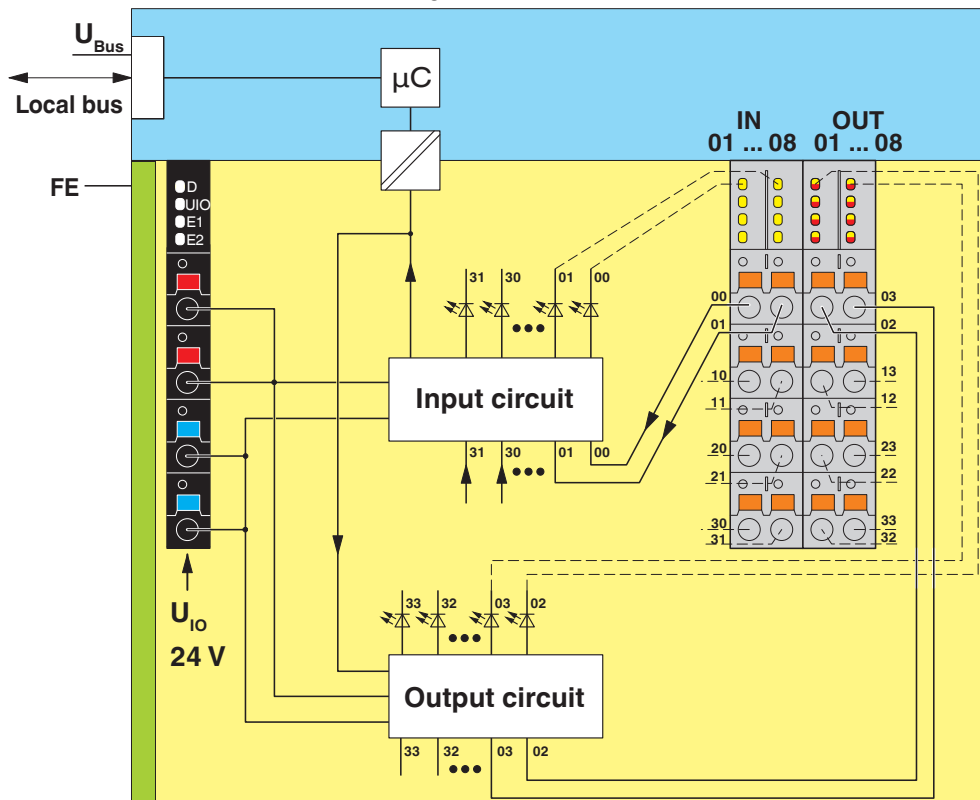 U Bus
Local bus
µC
IN
01 ... 08
OUT
01 ... 08
FE
D
UIO
E1
E2
31 30 01 00
00 03
01 02
Input circuit
10 13
11 12
31 30 01 00
20 23
21 22
30 33
31 32
U IO
24 V
33 32 03 02
Output circuit
33 32 03 02